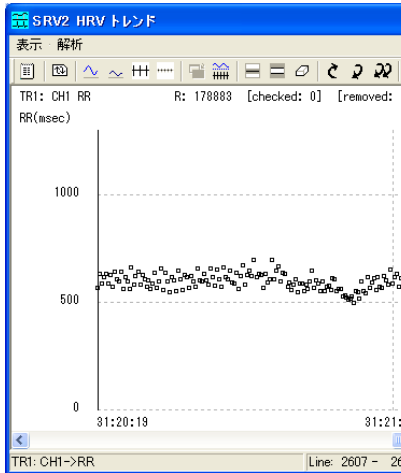 SRV2 HRV トレンド
表示 解析
TR1: CH1 RR R: 178883 [checked: 0] [removed:
RR(msec)
1000
500
0
31:20:19 31:21:
TR1: CH1->RR Line: 2607 - 26